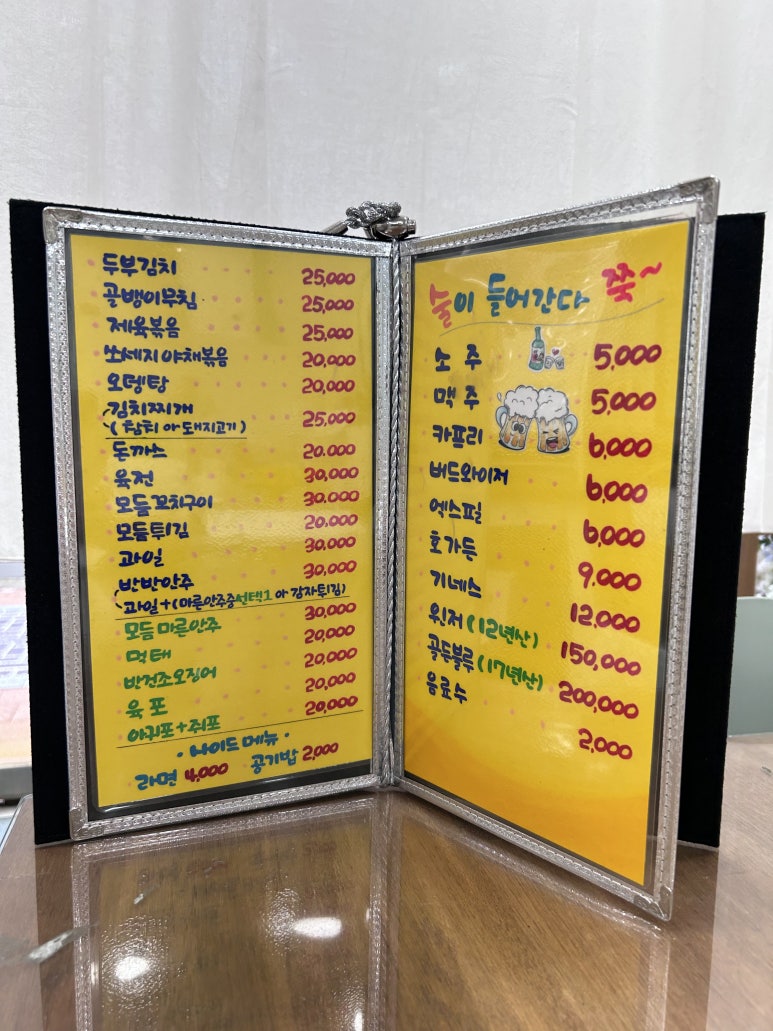 두부김치 25,000
골뱅이무침 25,000
제육볶음 25,000
쏘세지야채볶음 20,000
오뎅탕 20,000
김치찌개 25,000
(참치 or 돼지고기)
돈까스 20,000
육전 30,000
모듬꼬치구이 30,000
모듬튀김 20,000
과일 30,000
반반안주 30,000
과일+(마른안주중선택1 or 감자튀김)
모듬마른안주 30,000
먹태 20,000
반건조오징어 20,000
육포 20,000
아귀포+쥐포 20,000
·사이드메뉴·
라면 4,000 공기밥 2,000
술이 들어간다 쭉~
소주 5,000
맥주 5,000
카프리 6,000
버드와이저 6,000
엑스필 6,000
호가든 9,000
기네스 12,000
윈저(12년산) 150,000
골든블루(17년산) 200,000
음료수 2,000